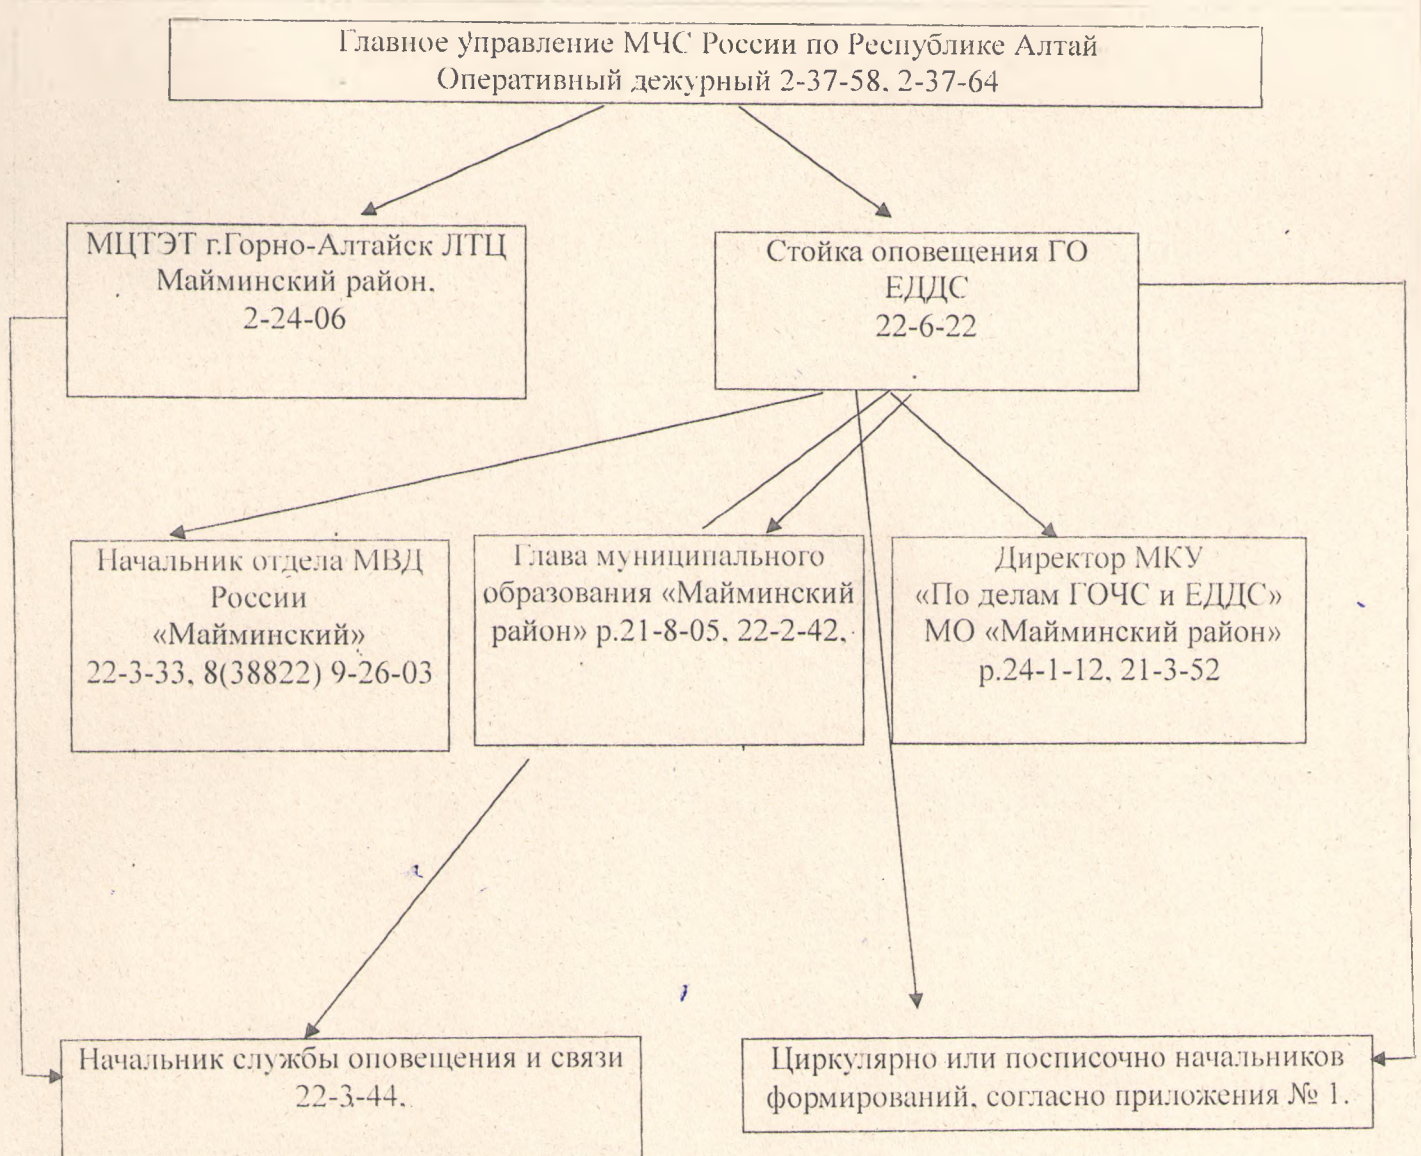 Главное Управление МЧС России по Республике Алтай
Оперативный дежурный 2-37-58. 2-37-64
МЦТЭТ г.Горно-Алтайск ЛТЦ
Майминский район.
2-24-06
Стойка оповещения ГО
ЕДДС
22-6-22
Начальник отдела МВД
России
«Майминский»
22-3-33, 8(38822) 9-26-03
Глава муниципального
образования «Майминский
район» р.21-8-05, 22-2-42,
Директор МКУ
«По делам ГОЧС и ЕДДС»
МО «Майминский район»
р.24-1-12, 21-3-52
Начальник службы оповещения и связи
22-3-44.
Циркулярно или посписочно начальников
формирований, согласно приложения № 1.